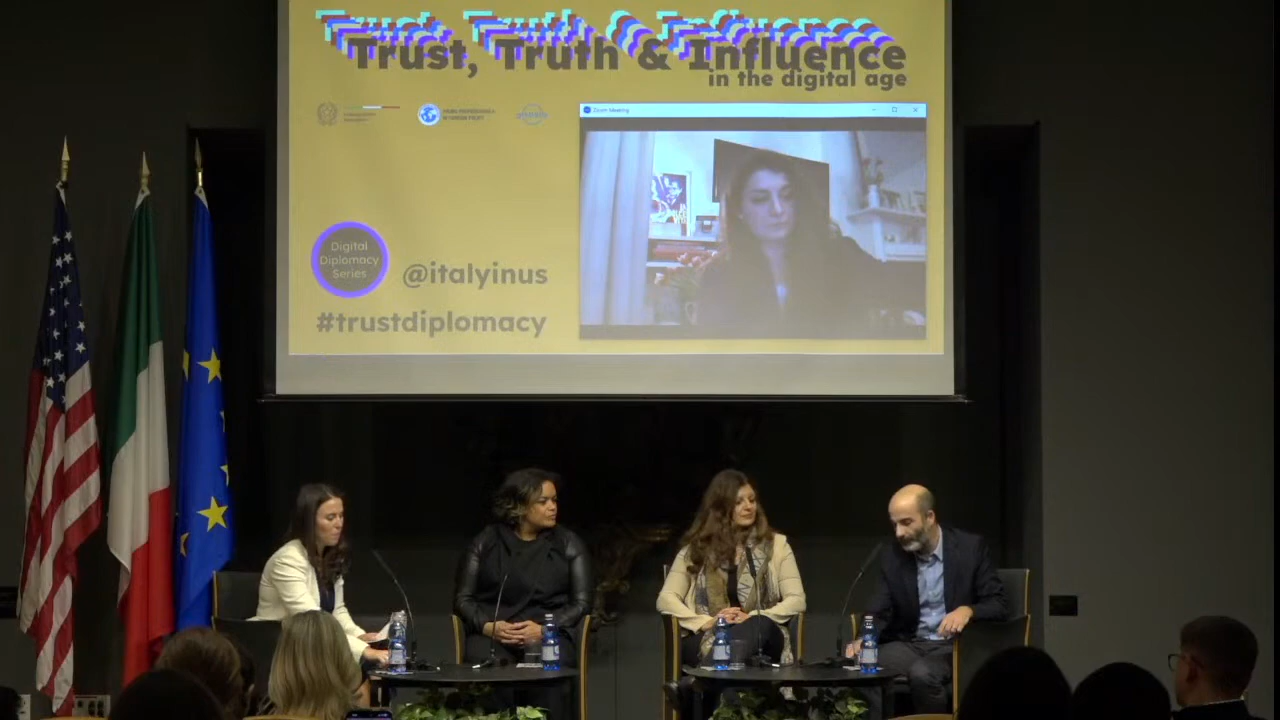 Trust, Truth & Influence
in the digital age
Zoom Meeting
Digital
Diplomacy
Series
@italyinus
#trustdiplomacy